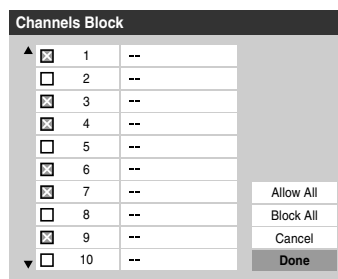 Channels Block
1 --
2 --
3 --
4 --
5 --
6 --
7 -- Allow All
8 -- Block All
9 -- Cancel
10 -- Done